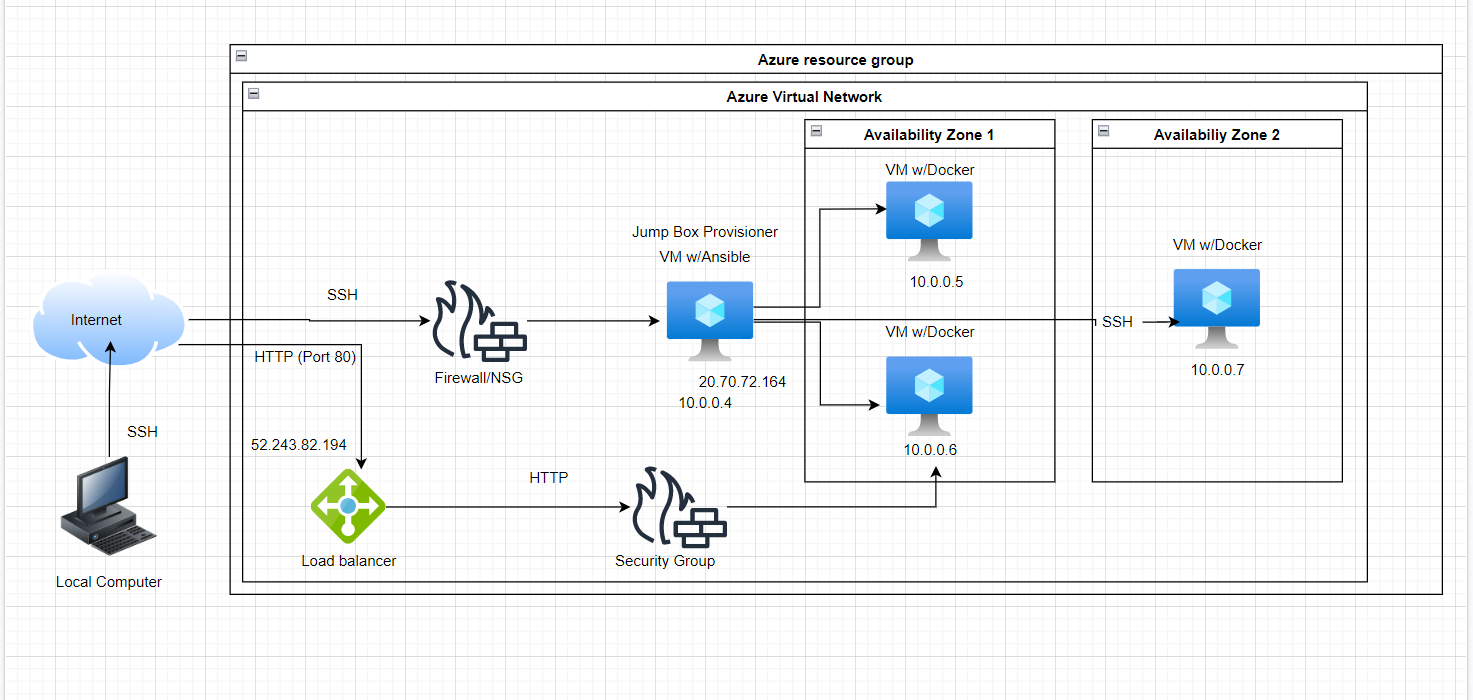 Azure resource group
Azure Virtual Network
Availability Zone 1
Availabiliy Zone 2
VM w/Docker
10.0.0.5
VM w/Docker
10.0.0.7
Jump Box Provisioner
VM w/Ansible
20.70.72.164
10.0.0.4
VM w/Docker
10.0.0.6
SSH
SSH
Internet
HTTP (Port 80)
Firewall/NSG
SSH
52.243.82.194
HTTP
Load balancer
Security Group
Local Computer